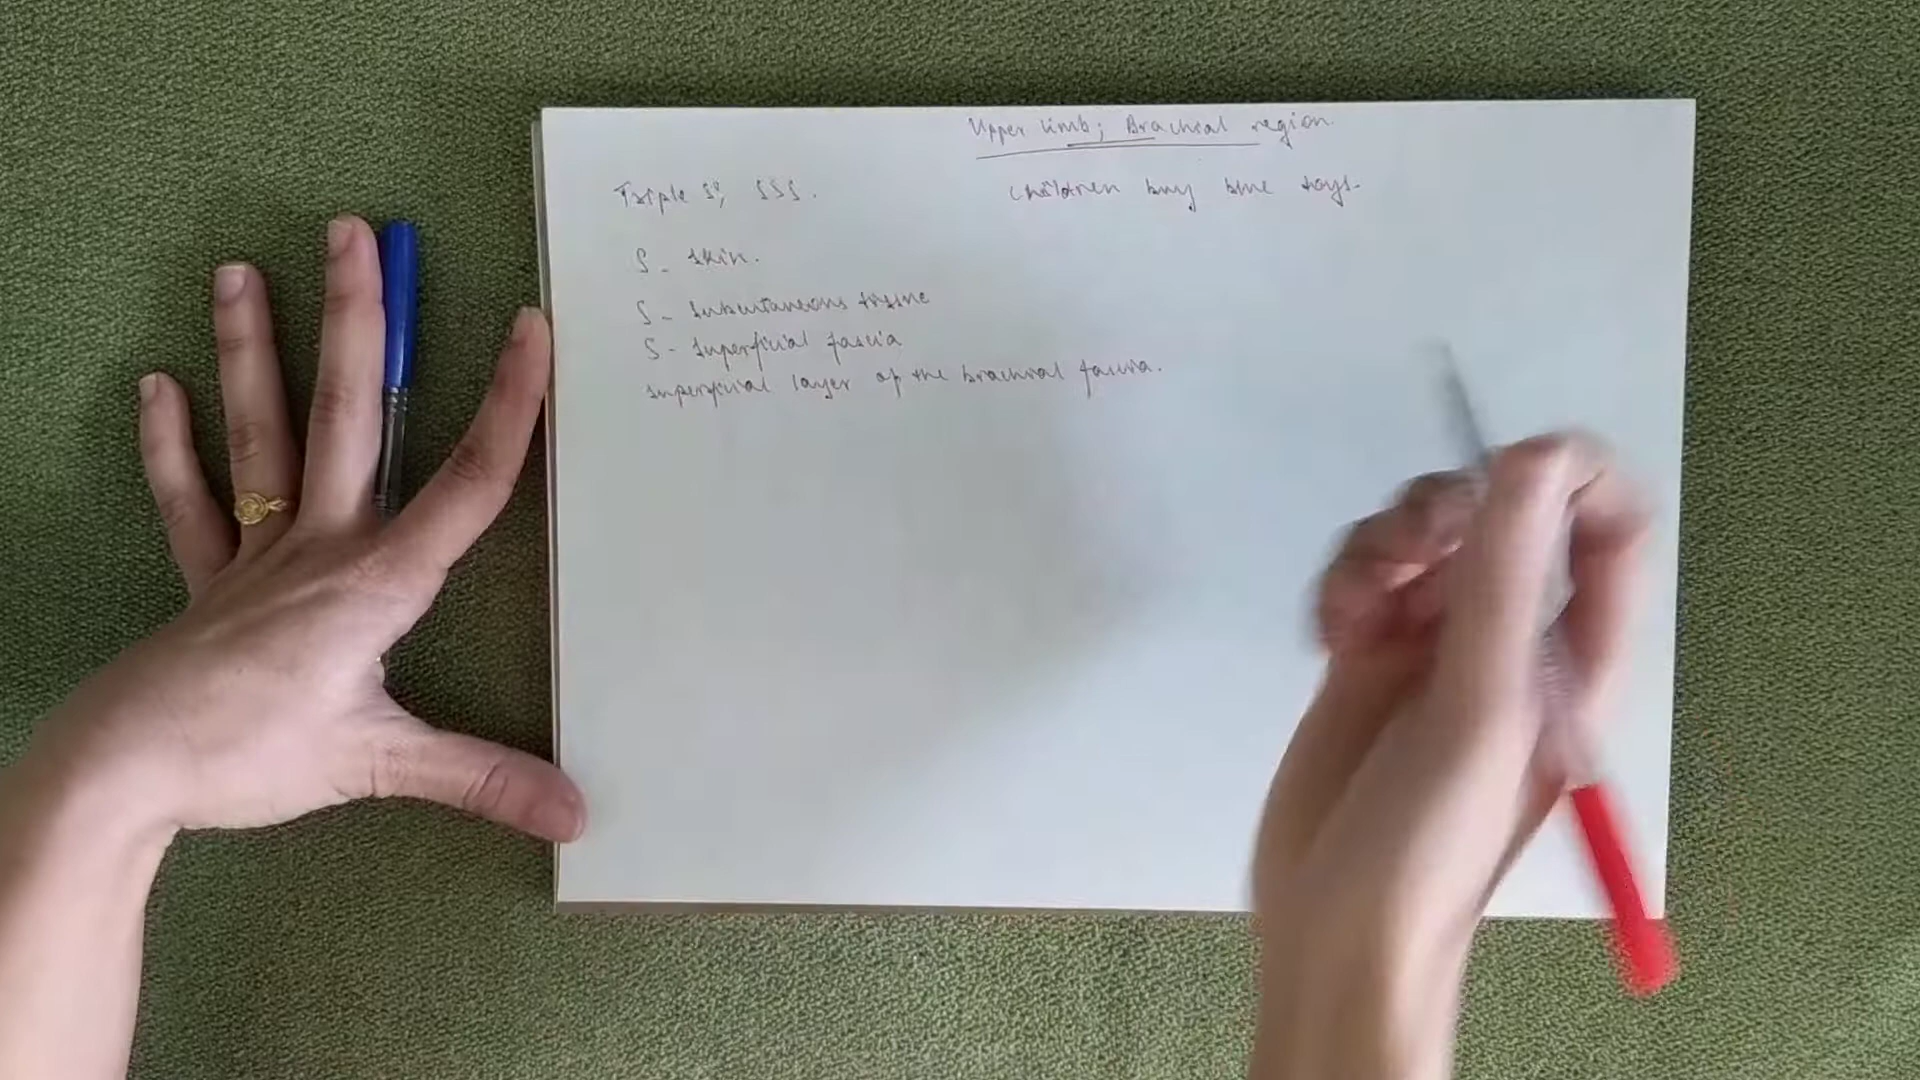 Upper limb; Brachial region.
Triple S; SSS.
children buy blue toys.
S - skin.
S - subcutaneous tissue
S - superficial fascia
superficial layer of the brachial fascia.